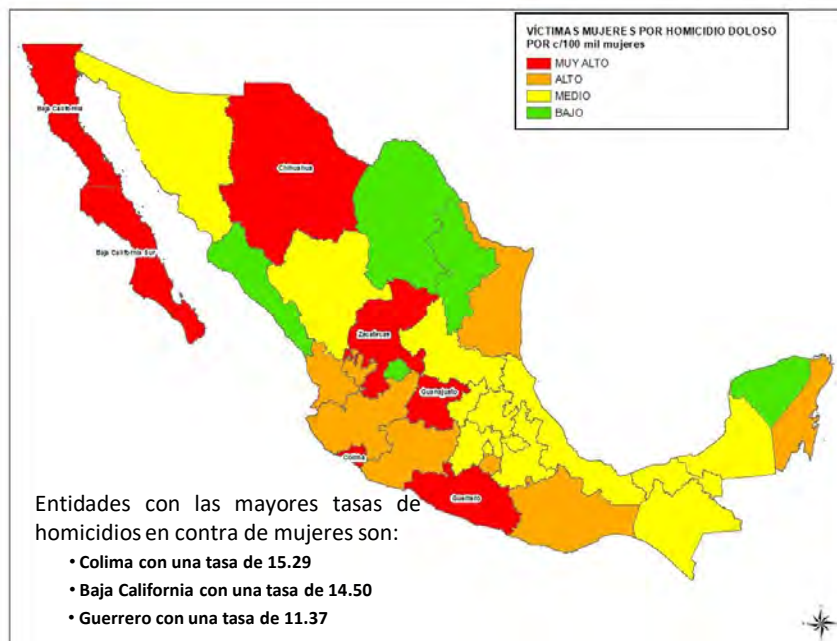 VÍCTIMAS MUJERES POR HOMICIDIO DOLOSO
POR c/100 mil mujeres
MUY ALTO
ALTO
MEDIO
BAJO
Baja California
Chihuahua
Baja California Sur
Zacatecas
Guanajuato
Colima
Guerrero
Entidades con las mayores tasas de
homicidios en contra de mujeres son:
• Colima con una tasa de 15.29
• Baja California con una tasa de 14.50
• Guerrero con una tasa de 11.37